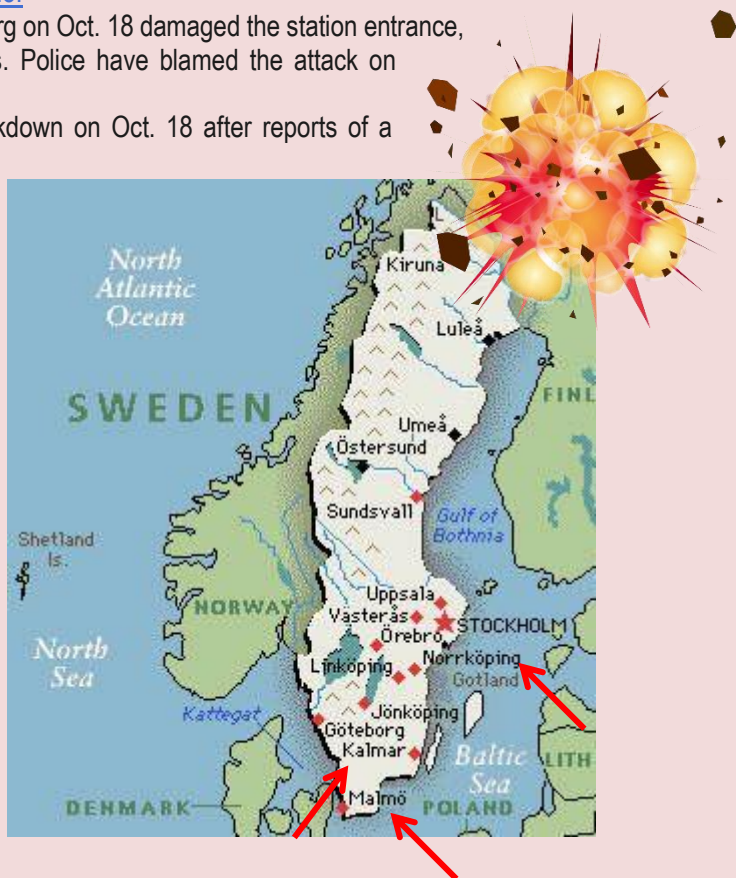 rg on Oct. 18 damaged the station entrance,
s. Police have blamed the attack on
kdown on Oct. 18 after reports of a
North
Atlantic
Ocean
Kiruna
Luleå
SWEDEN
FINL
Umeå
Östersund
Sundsvall
Gulf of
Bothnia
Shetland
Is.
NORWAY
Uppsala
Västerås
STOCKHOLM
Örebro
North
Sea
Norrköping
Linköping
Gotland
Kattegat
Jönköping
Göteborg
Kalmar
Baltic
Sea
LITH
Malmö
DENMARK
POLAND